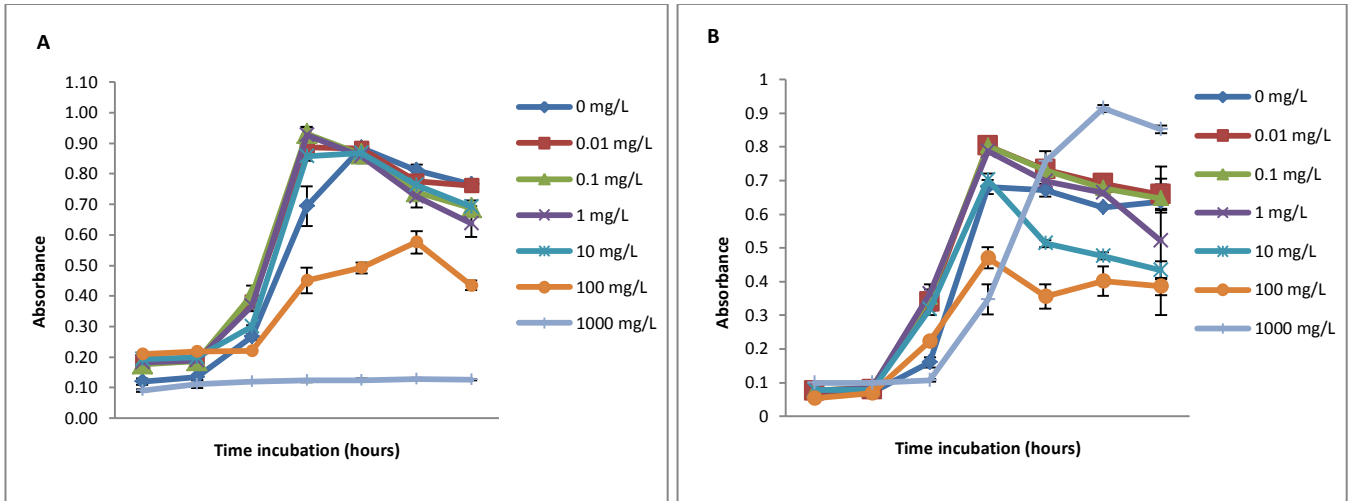 A
1.10
1.00
0.90
0.80
0.70
0.60
0.50
0.40
0.30
0.20
0.10
0.00
Absorbance
Time incubation (hours)
0 mg/L
0.01 mg/L
0.1 mg/L
1 mg/L
10 mg/L
100 mg/L
1000 mg/L
B
1
0.9
0.8
0.7
0.6
0.5
0.4
0.3
0.2
0.1
0
Absorbance
Time incubation (hours)
0 mg/L
0.01 mg/L
0.1 mg/L
1 mg/L
10 mg/L
100 mg/L
1000 mg/L